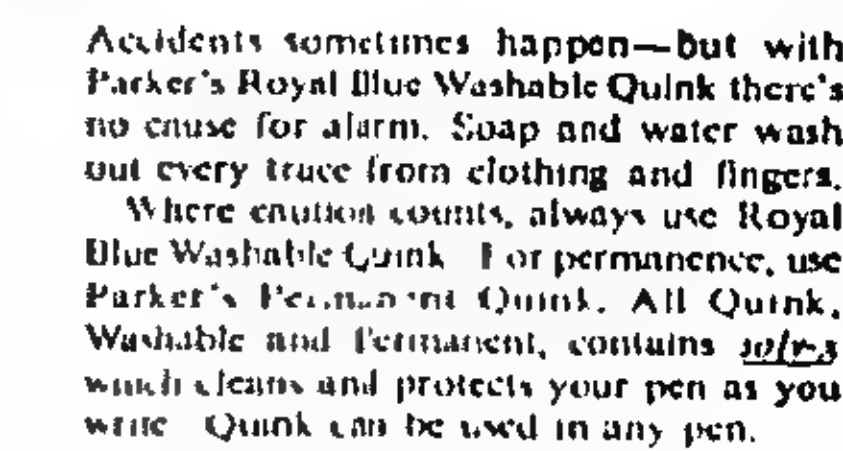 Accidents sometimes happen—but with
Parker's Royal Blue Washable Quink there's
no cause for alarm. Soap and water wash
out every trace from clothing and fingers.
Where caution counts, always use Royal
Blue Washable Quink For permanence, use
Parker's Permanent Quink. All Quink,
Washable and Permanent, contains solv-x
which cleans and protects your pen as you
write Quink can be used in any pen.